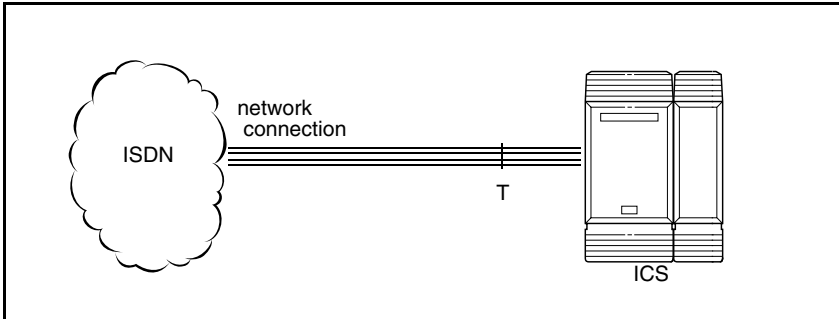 network
connection
ISDN
T
ICS